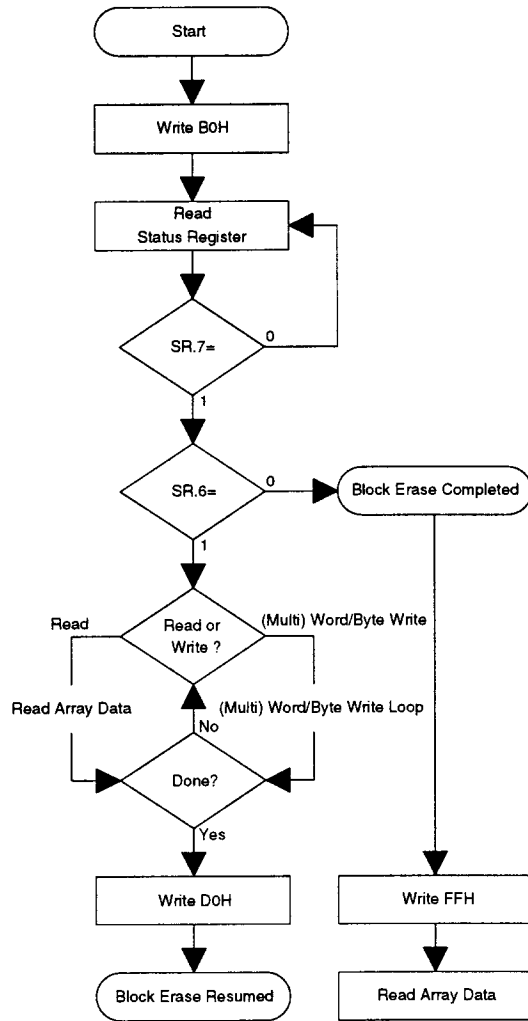 Start
Write B0H
Read
Status Register
SR.7=
0
1
SR.6=
0
Block Erase Completed
1
Read
Read or
Write ?
(Multi) Word/Byte Write
Read Array Data
(Multi) Word/Byte Write Loop
No
Done?
Yes
Write D0H
Write FFH
Block Erase Resumed
Read Array Data